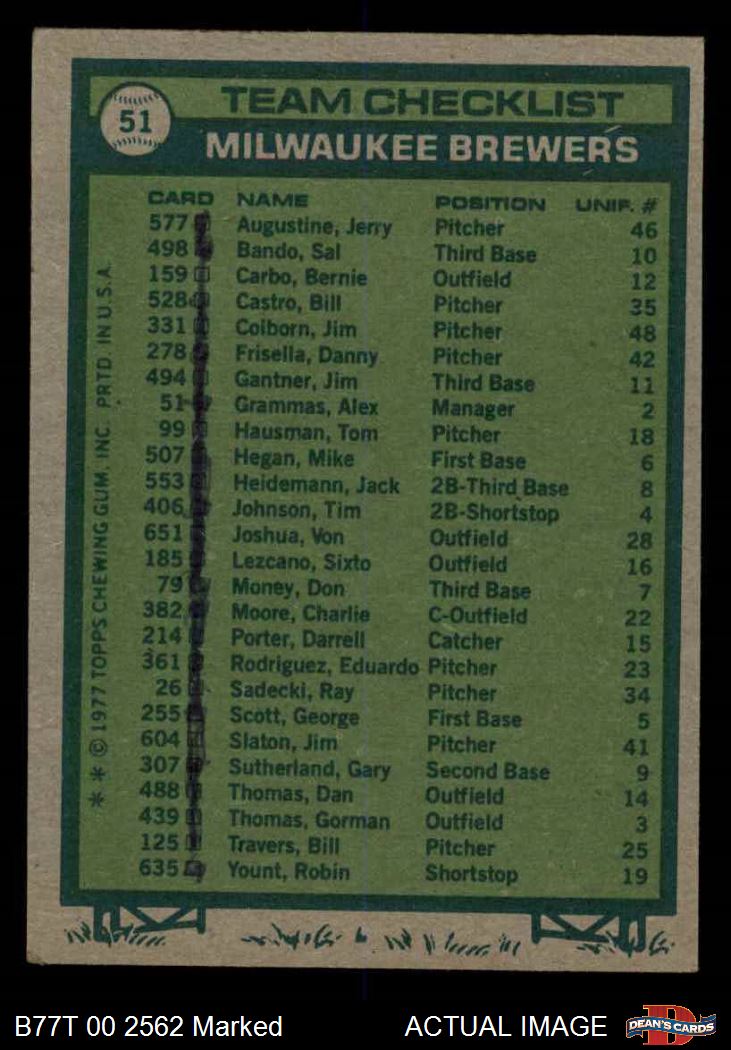 51
TEAM CHECKLIST
MILWAUKEE BREWERS
CARD NAME POSITION UNIF. #
577 Augustine, Jerry Pitcher 46
498 Bando, Sal Third Base 10
159 Carbo, Bernie Outfield 12
528 Castro, Bill Pitcher 35
331 Colborn, Jim Pitcher 48
278 Frisella, Danny Pitcher 42
494 Gantner, Jim Third Base 11
51 Grammas, Alex Manager 2
99 Hausman, Tom Pitcher 18
507 Hegan, Mike First Base 6
553 Heidemann, Jack 2B-Third Base 8
406 Johnson, Tim 2B-Shortstop 4
651 Joshua, Von Outfield 28
185 Lezcano, Sixto Outfield 16
79 Money, Don Third Base 7
382 Moore, Charlie C-Outfield 22
214 Porter, Darrell Catcher 15
361 Rodriguez, Eduardo Pitcher 23
26 Sadecki, Ray Pitcher 34
255 Scott, George First Base 5
604 Slaton, Jim Pitcher 41
307 Sutherland, Gary Second Base 9
488 Thomas, Dan Outfield 14
439 Thomas, Gorman Outfield 3
125 Travers, Bill Pitcher 25
635 Yount, Robin Shortstop 19
* * © 1977 TOPPS CHEWING GUM, INC. PRTD. IN U.S.A.
B77T 00 2562 Marked ACTUAL IMAGE
D
DEAN'S CARDS